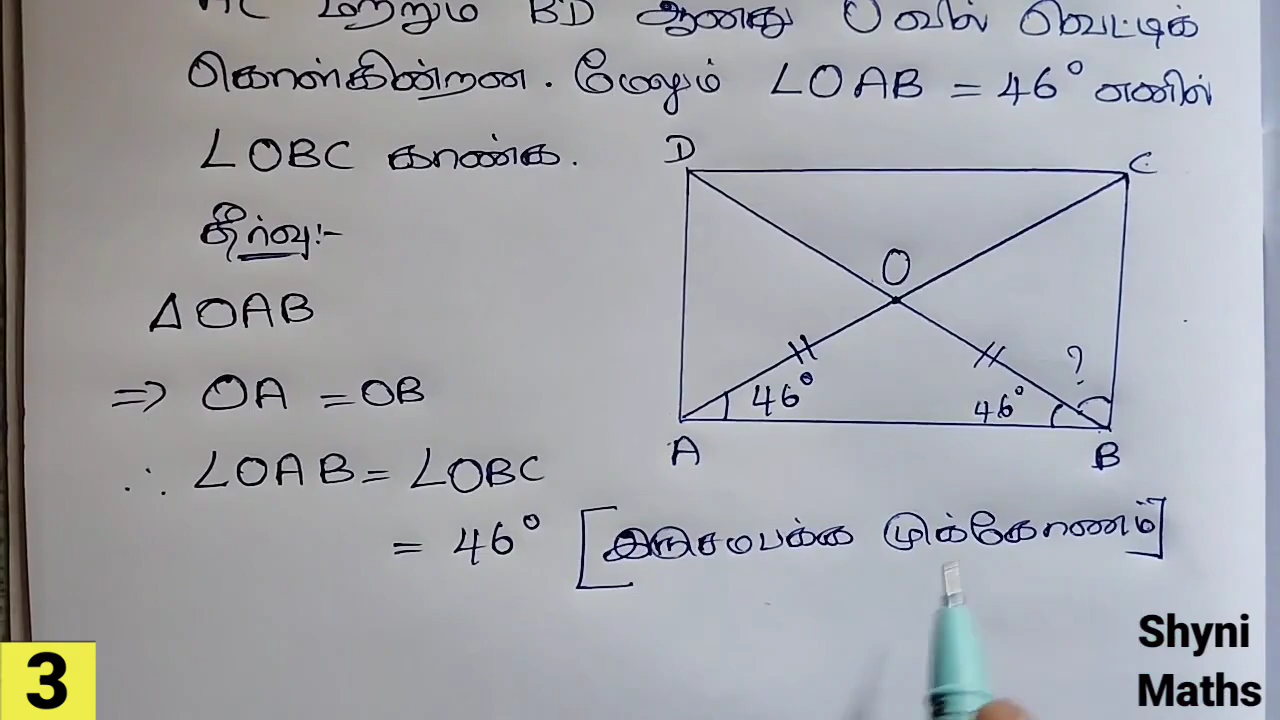 AC மற்றும் BD ஆனது O வில் வெட்டிக்
கொள்கின்றன. மேலும் ∠OAB = 46° எனில்
∠OBC காண்க.
தீர்வு:-
Δ OAB
=> OA = OB
∴ ∠OAB = ∠OBC
= 46° [இருசமபக்க முக்கோணம்]
D
C
O
46°
46°
?
A
B
Shyni
Maths
3